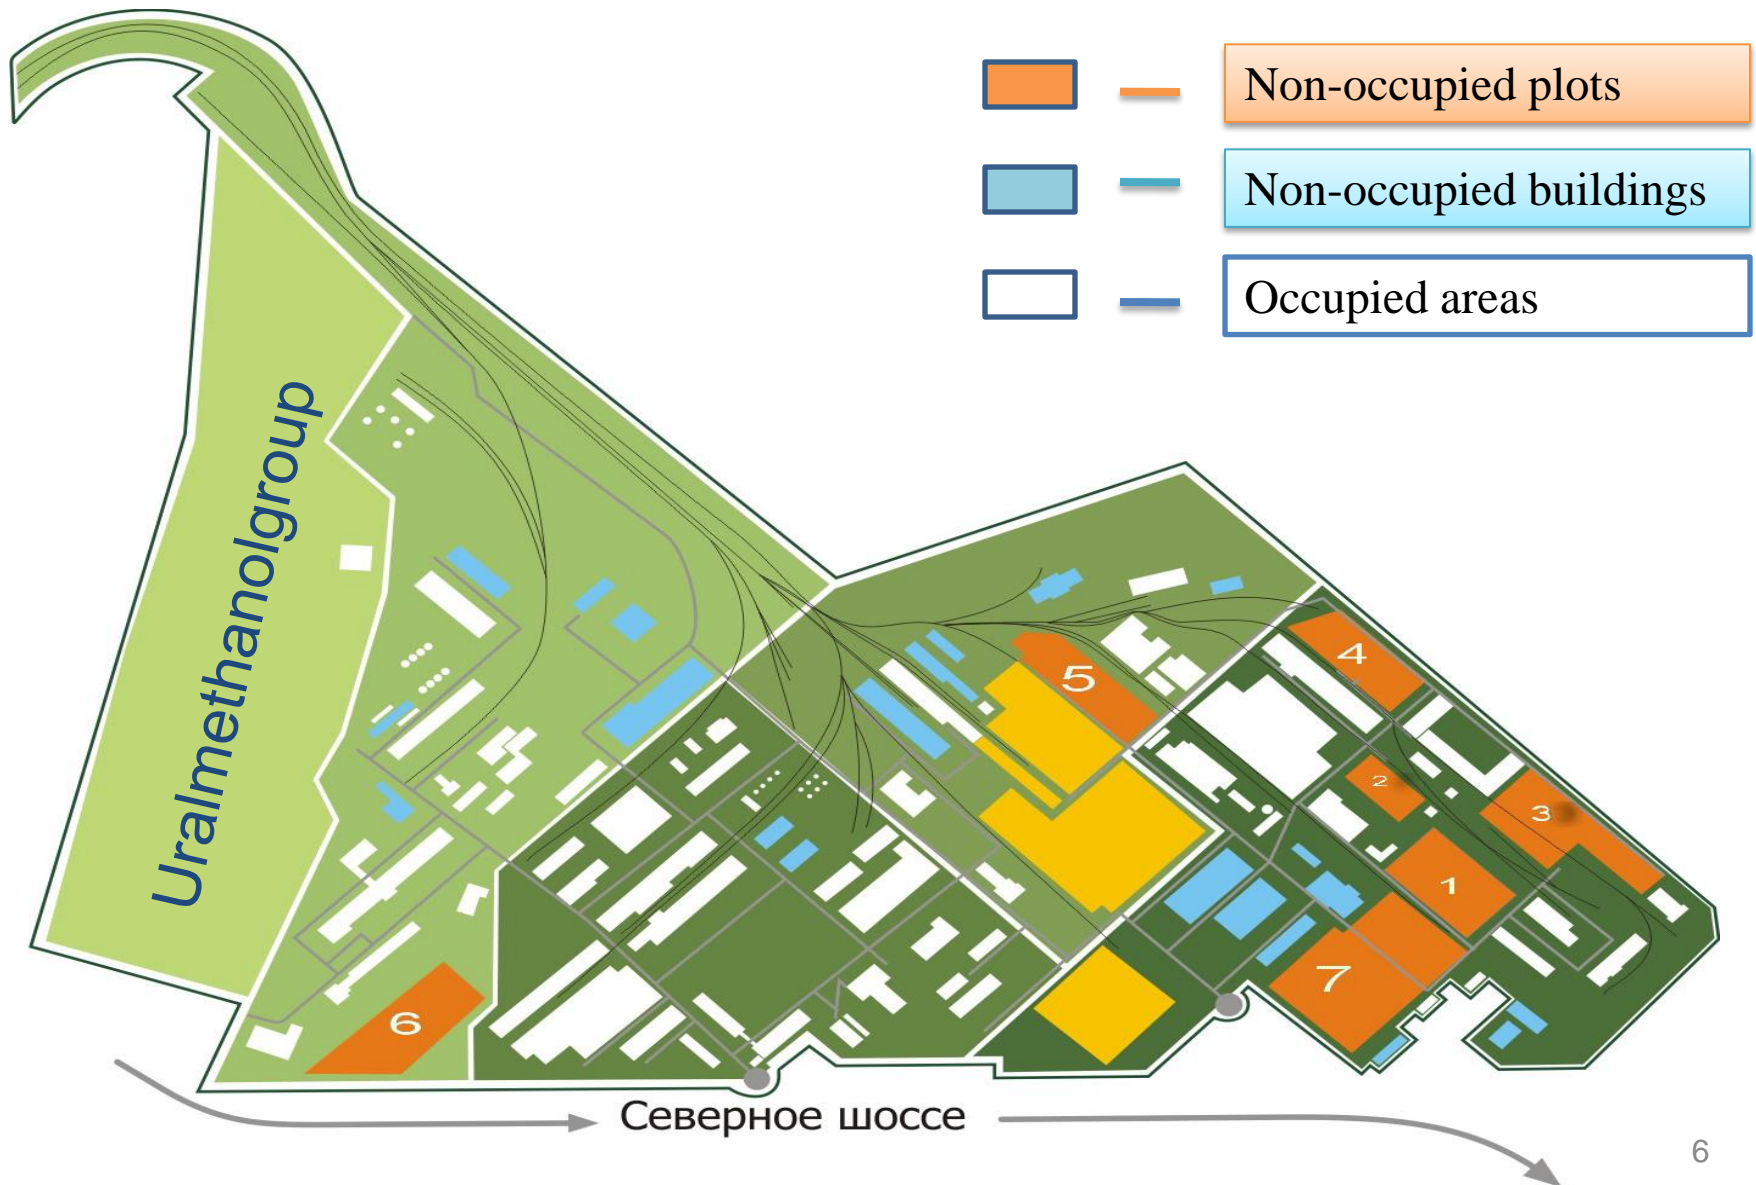 Non-occupied plots
Non-occupied buildings
Occupied areas
Uralmethanolgroup
4
5
2
3
1
7
6
Северное шоссе
6